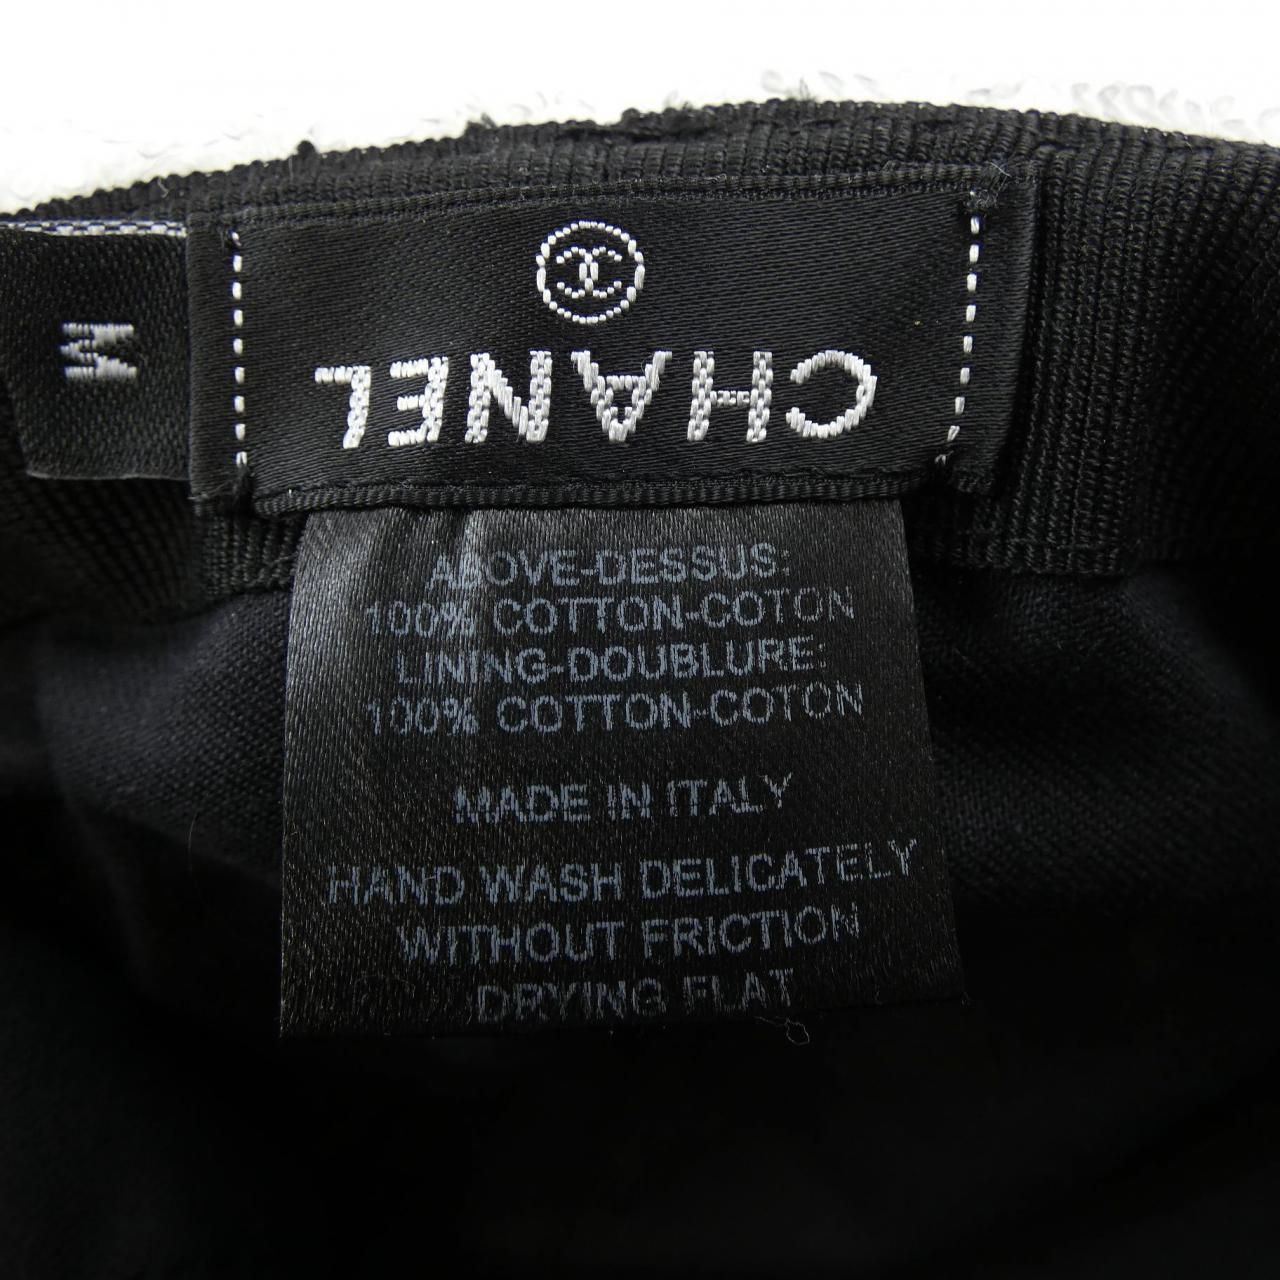 M
CHANEL
ABOVE-DESSUS:
100% COTTON-COTON
LINING-DOUBLURE:
100% COTTON-COTON
MADE IN ITALY
HAND WASH DELICATELY
WITHOUT FRICTION
DRYING FLAT